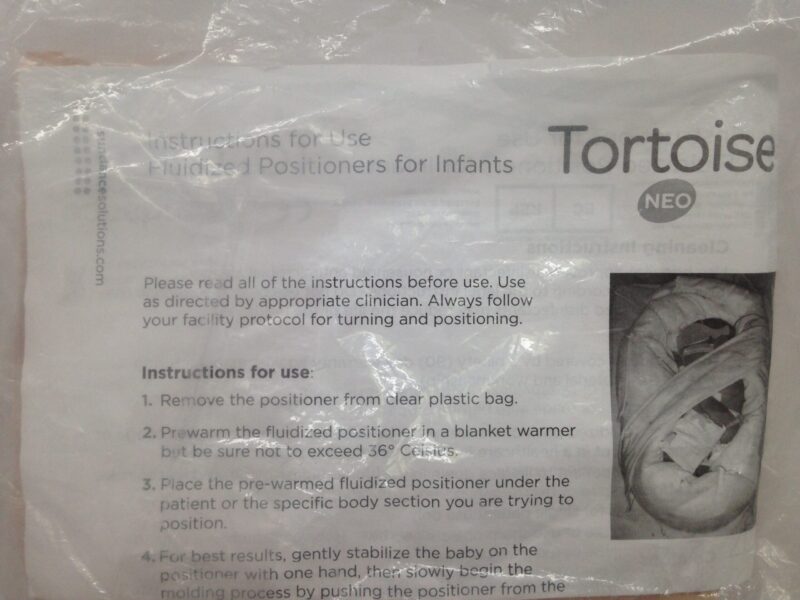 Instructions for Use
Fluidized Positioners for Infants
Tortoise
NEO
sundancesolutions.com
Please read all of the instructions before use. Use
as directed by appropriate clinician. Always follow
your facility protocol for turning and positioning.
Instructions for use:
1. Remove the positioner from clear plastic bag.
2. Prewarm the fluidized positioner in a blanket warmer
but be sure not to exceed 36° Celsius.
3. Place the pre-warmed fluidized positioner under the
patient or the specific body section you are trying to
position.
4. For best results, gently stabilize the baby on the
positioner with one hand, then slowly begin the
molding process by pushing the positioner from the
Cleaning Instructions